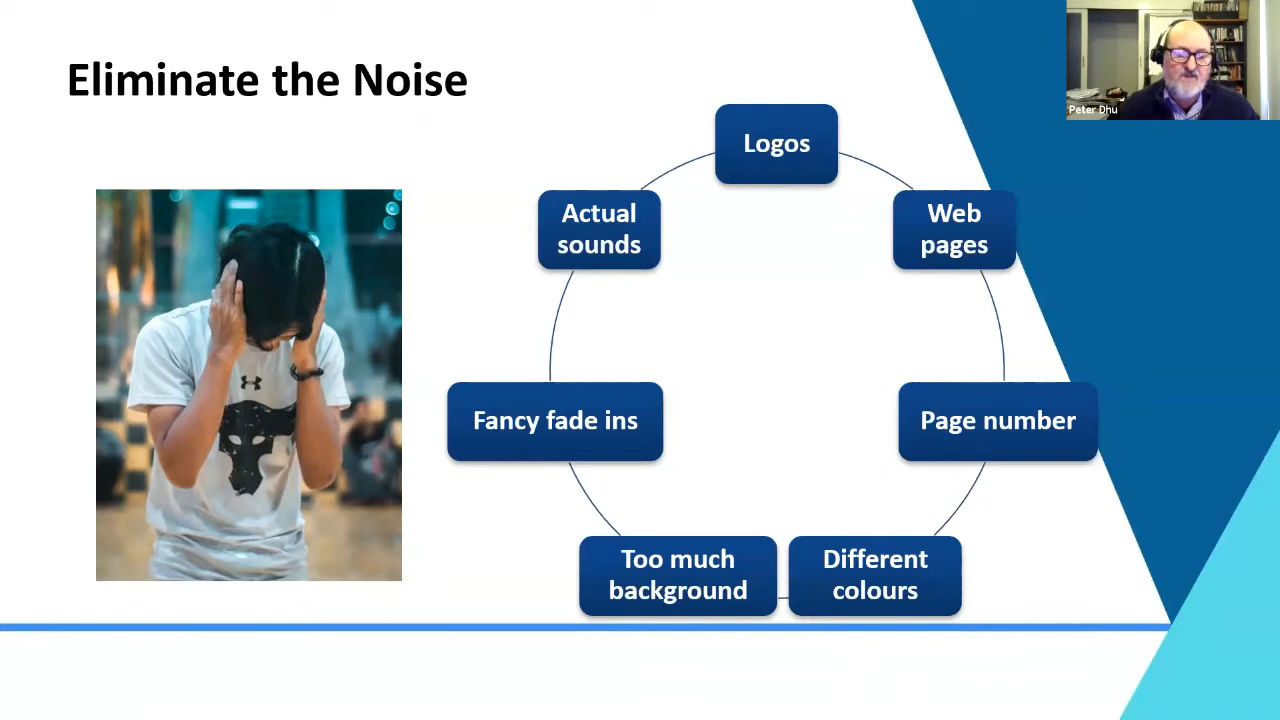 Eliminate the Noise
Peter Dhu
Logos
Web
pages
Page number
Different
colours
Too much
background
Fancy fade ins
Actual
sounds